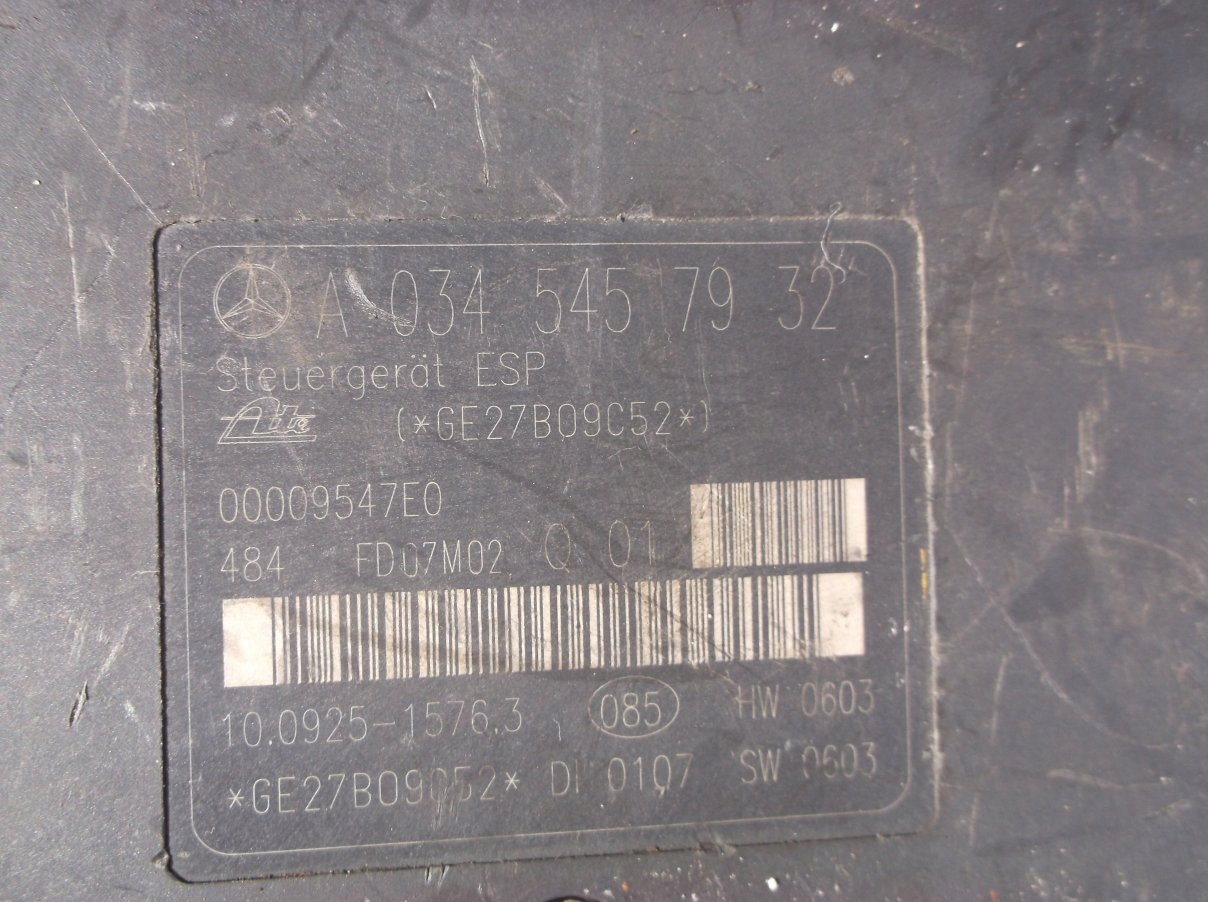 A 034 545 79 32
Steuergerät ESP
Ate (*GE27B09C52*)
00009547E0
484 FD07M02 Q 01
10.0925-1576.3 085 HW 0603
*GE27B09C52* DI 0107 SW 0603